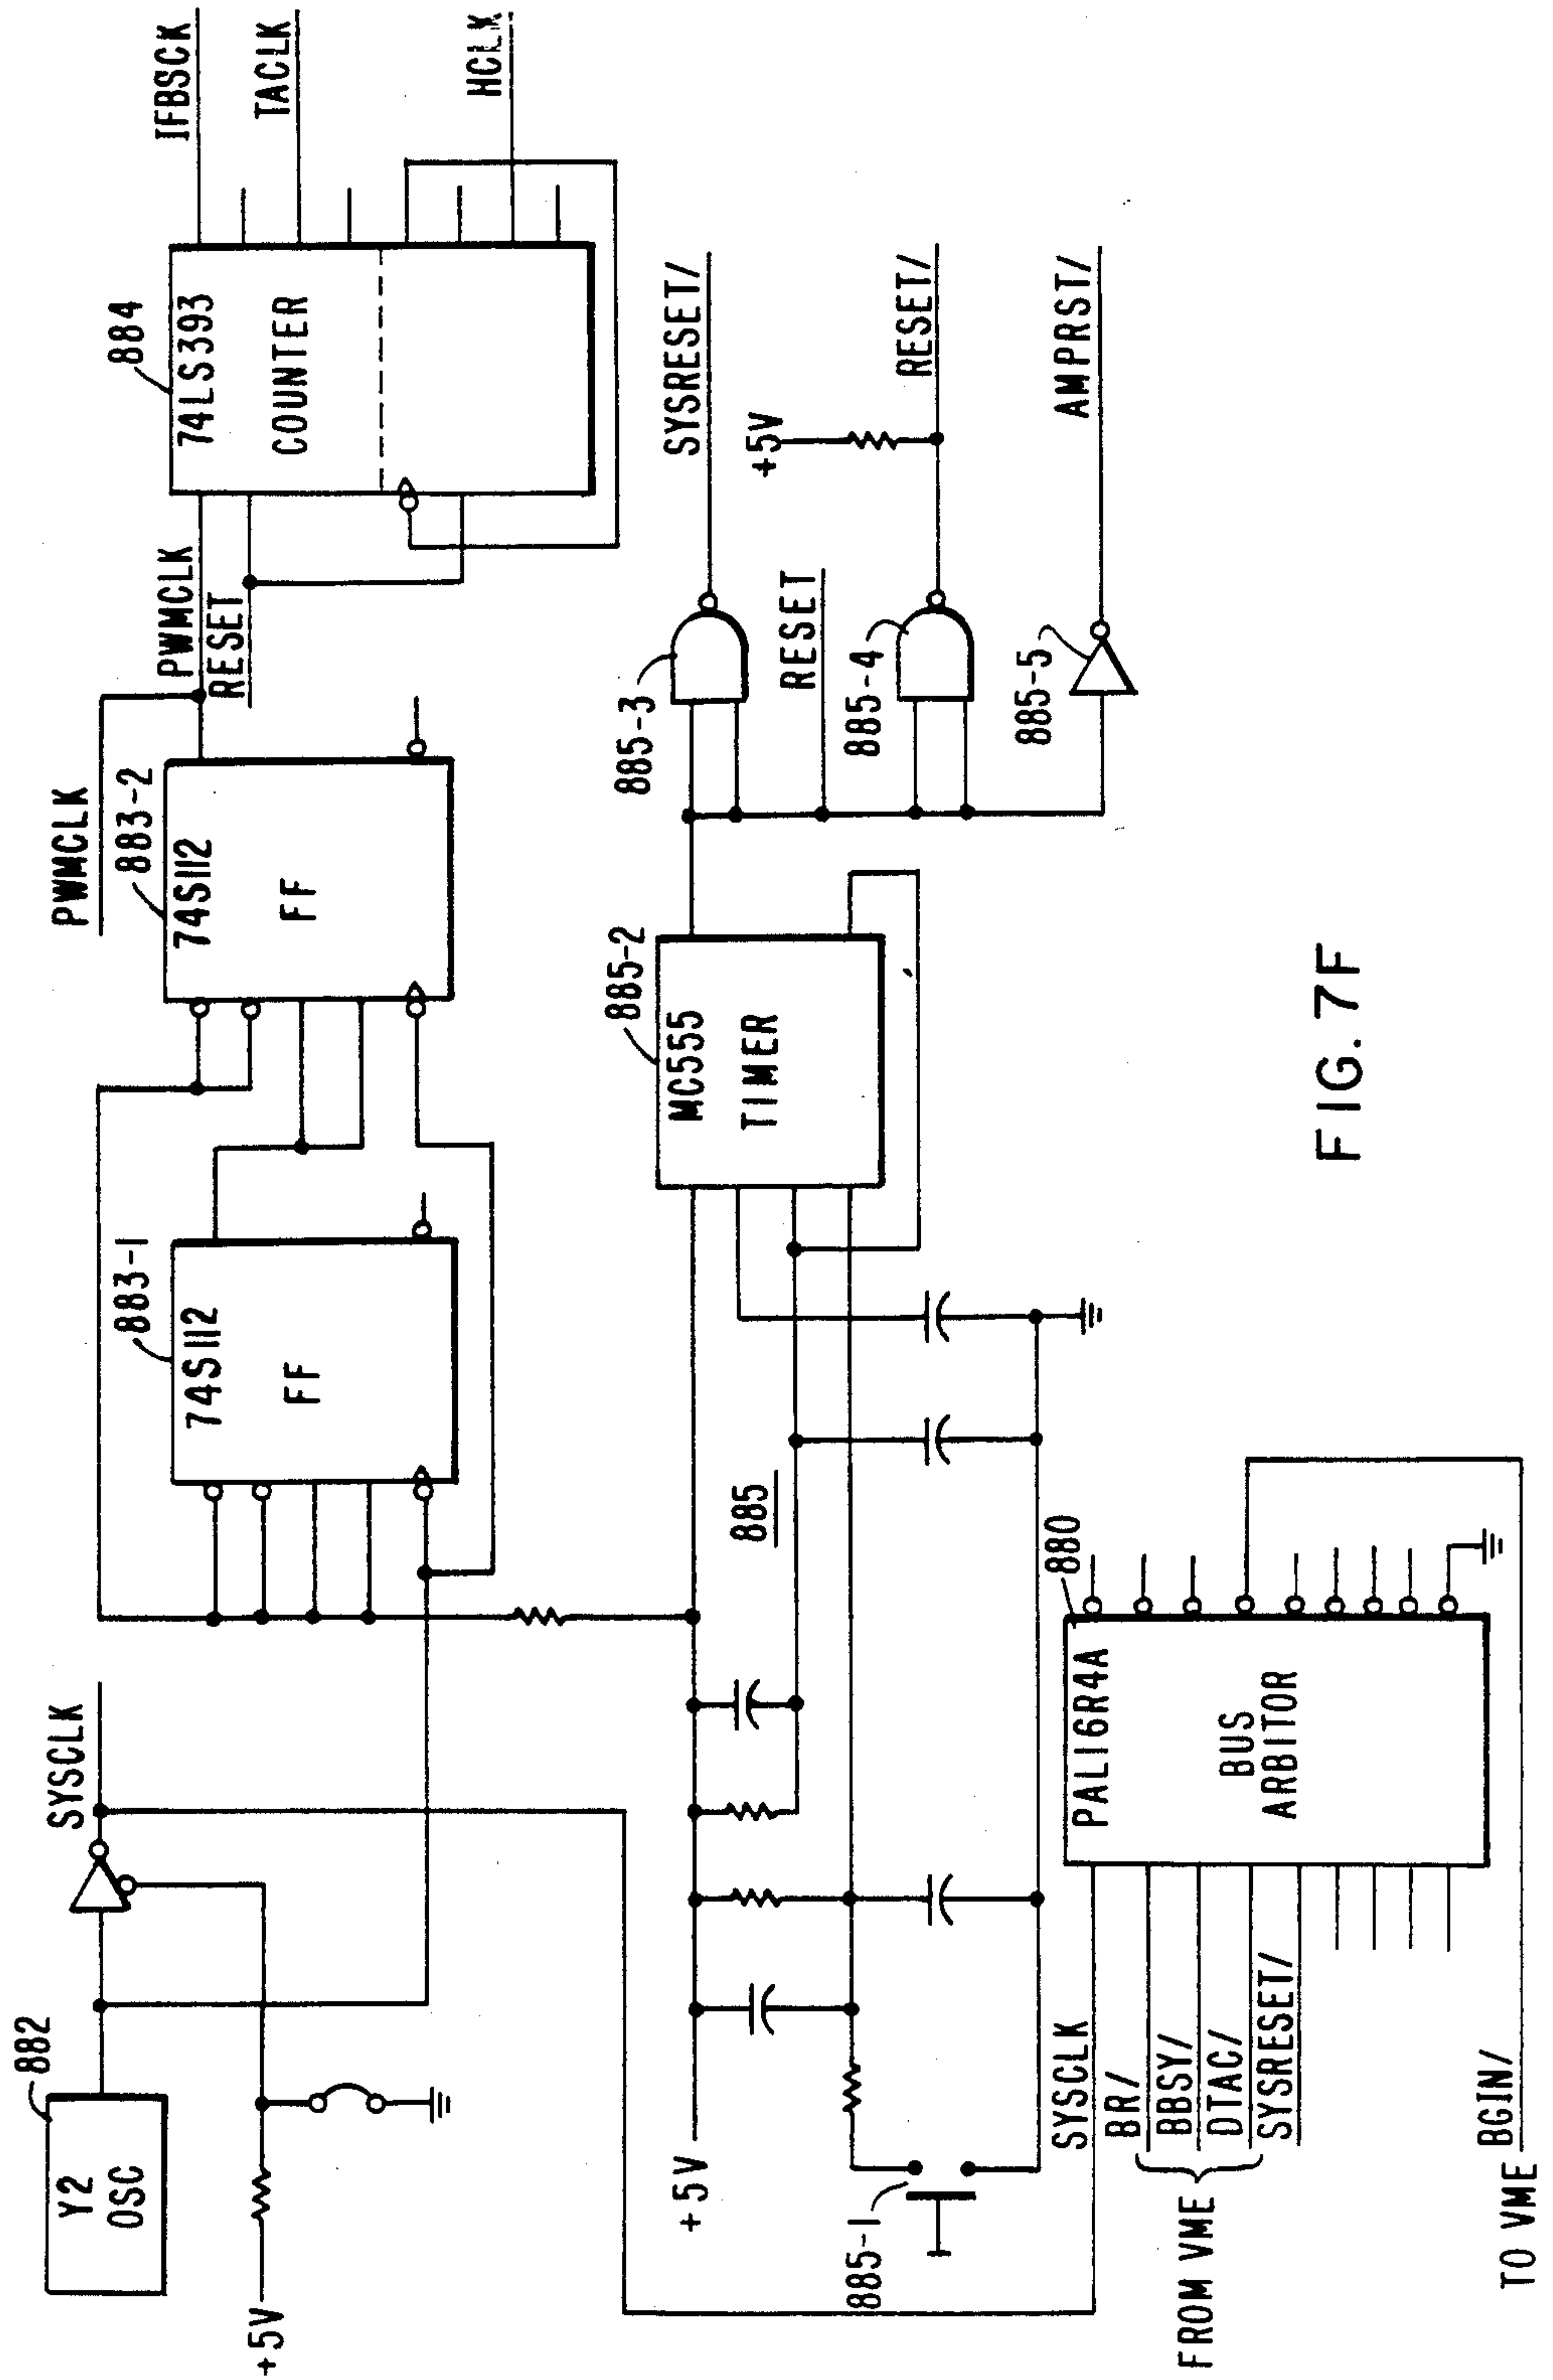 882
Y2
OSC
+5V
SYSCLK
883-1
74S112
FF
PWMCLK
883-2
74S112
FF
PWMCLK
RESET
884
74LS393
COUNTER
IFBSCK
TACLK
HCLK
+5V
885-1
885
885-2
MC555
TIMER
885-3
SYSRESET/
RESET
885-4
+5V
RESET/
885-5
AMPRST/
SYSCLK
BR/
BBSY/
DTAC/
SYSRESET/
FROM VME
880
PAL16R4A
BUS
ARBITOR
TO VME BGIN/
FIG. 7F